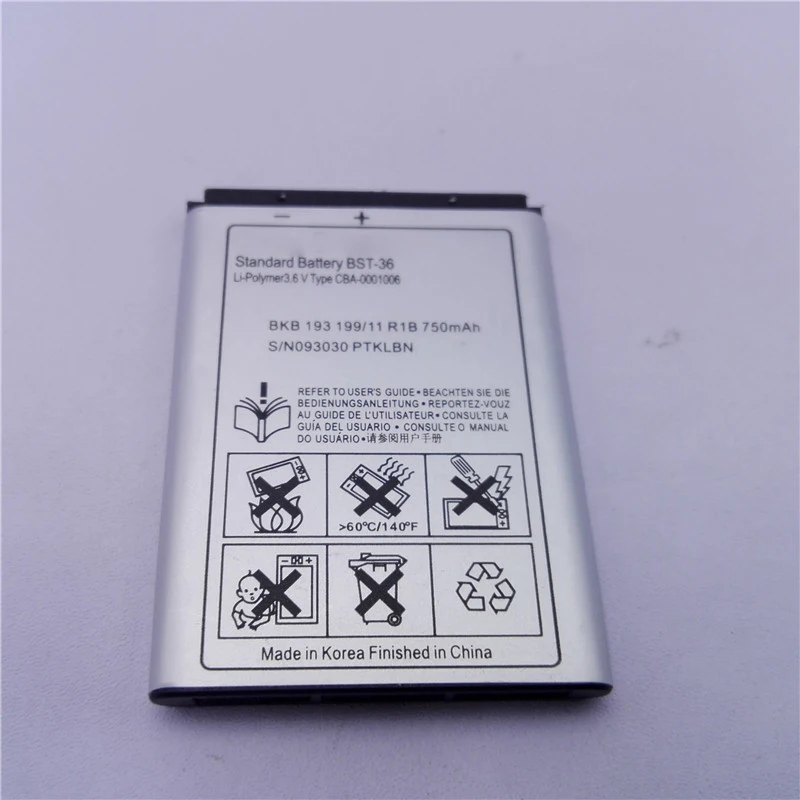 − +
Standard Battery BST-36
Li-Polymer3.6 V Type CBA-0001006
BKB 193 199/11 R1B 750mAh
S/N093030 PTKLBN
REFER TO USER'S GUIDE • BEACHTEN SIE DIE
BEDIENUNGSANLEITUNG • REPORTEZ-VOUZ
AU GUIDE DE L'UTILISATEUR • CONSULTE LA
GUÍA DEL USUARIO • CONSULTE O MANUAL
DO USUÁRIO • 请参阅用户手册
>60°C/140°F
Made in Korea Finished in China